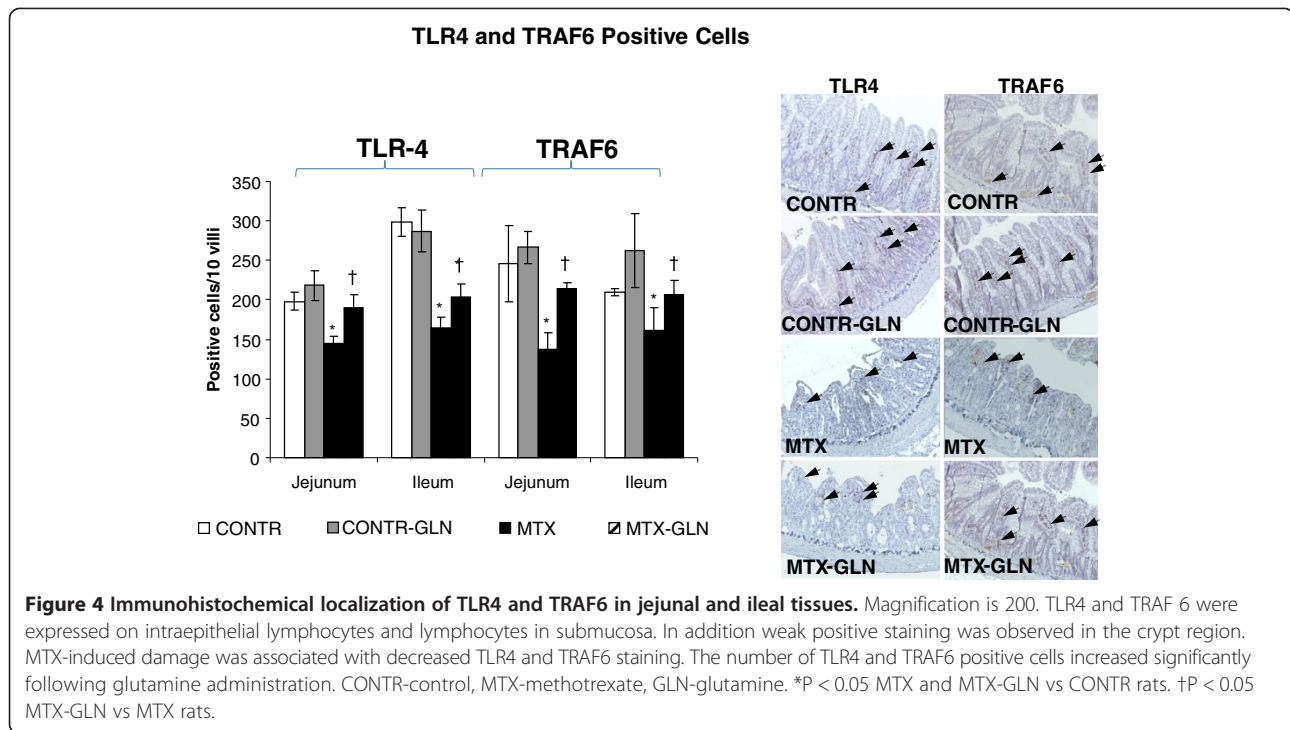 TLR4 and TRAF6 Positive Cells
TLR-4 TRAF6
Positive cells/10 villi
350
300
250
200
150
100
50
0
* † * † * † * †
Jejunum Ileum Jejunum Ileum
CONTR CONTR-GLN MTX MTX-GLN
TLR4 TRAF6
CONTR CONTR
CONTR-GLN CONTR-GLN
MTX MTX
MTX-GLN MTX-GLN
Figure 4 Immunohistochemical localization of TLR4 and TRAF6 in jejunal and ileal tissues. Magnification is 200. TLR4 and TRAF 6 were
expressed on intraepithelial lymphocytes and lymphocytes in submucosa. In addition weak positive staining was observed in the crypt region.
MTX-induced damage was associated with decreased TLR4 and TRAF6 staining. The number of TLR4 and TRAF6 positive cells increased significantly
following glutamine administration. CONTR-control, MTX-methotrexate, GLN-glutamine. *P < 0.05 MTX and MTX-GLN vs CONTR rats. †P < 0.05
MTX-GLN vs MTX rats.